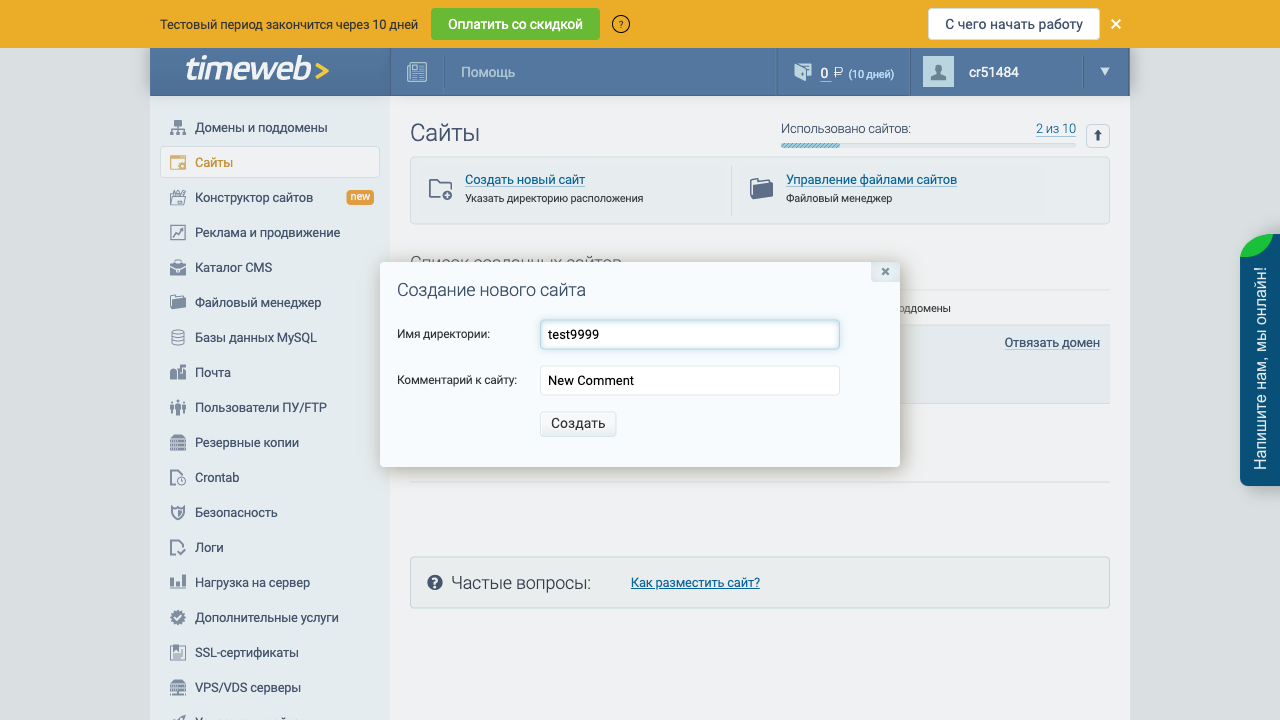 Тестовый период закончится через 10 дней
Оплатить со скидкой
?
С чего начать работу
×
timeweb>
Помощь
0 ₽ (10 дней)
cr51484
▼
Домены и поддомены
Сайты
Конструктор сайтов
new
Реклама и продвижение
Каталог CMS
Файловый менеджер
Базы данных MySQL
Почта
Пользователи ПУ/FTP
Резервные копии
Crontab
Безопасность
Логи
Нагрузка на сервер
Дополнительные услуги
SSL-сертификаты
VPS/VDS серверы
Сайты
Использовано сайтов:
2 из 10
Создать новый сайт
Указать директорию расположения
Управление файлами сайтов
Файловый менеджер
Список созданных сайтов
оддомены
Отвязать домен
Создание нового сайта
Имя директории:
test9999
Комментарий к сайту:
New Comment
Создать
Частые вопросы:
Как разместить сайт?
Напишите нам, мы онлайн!